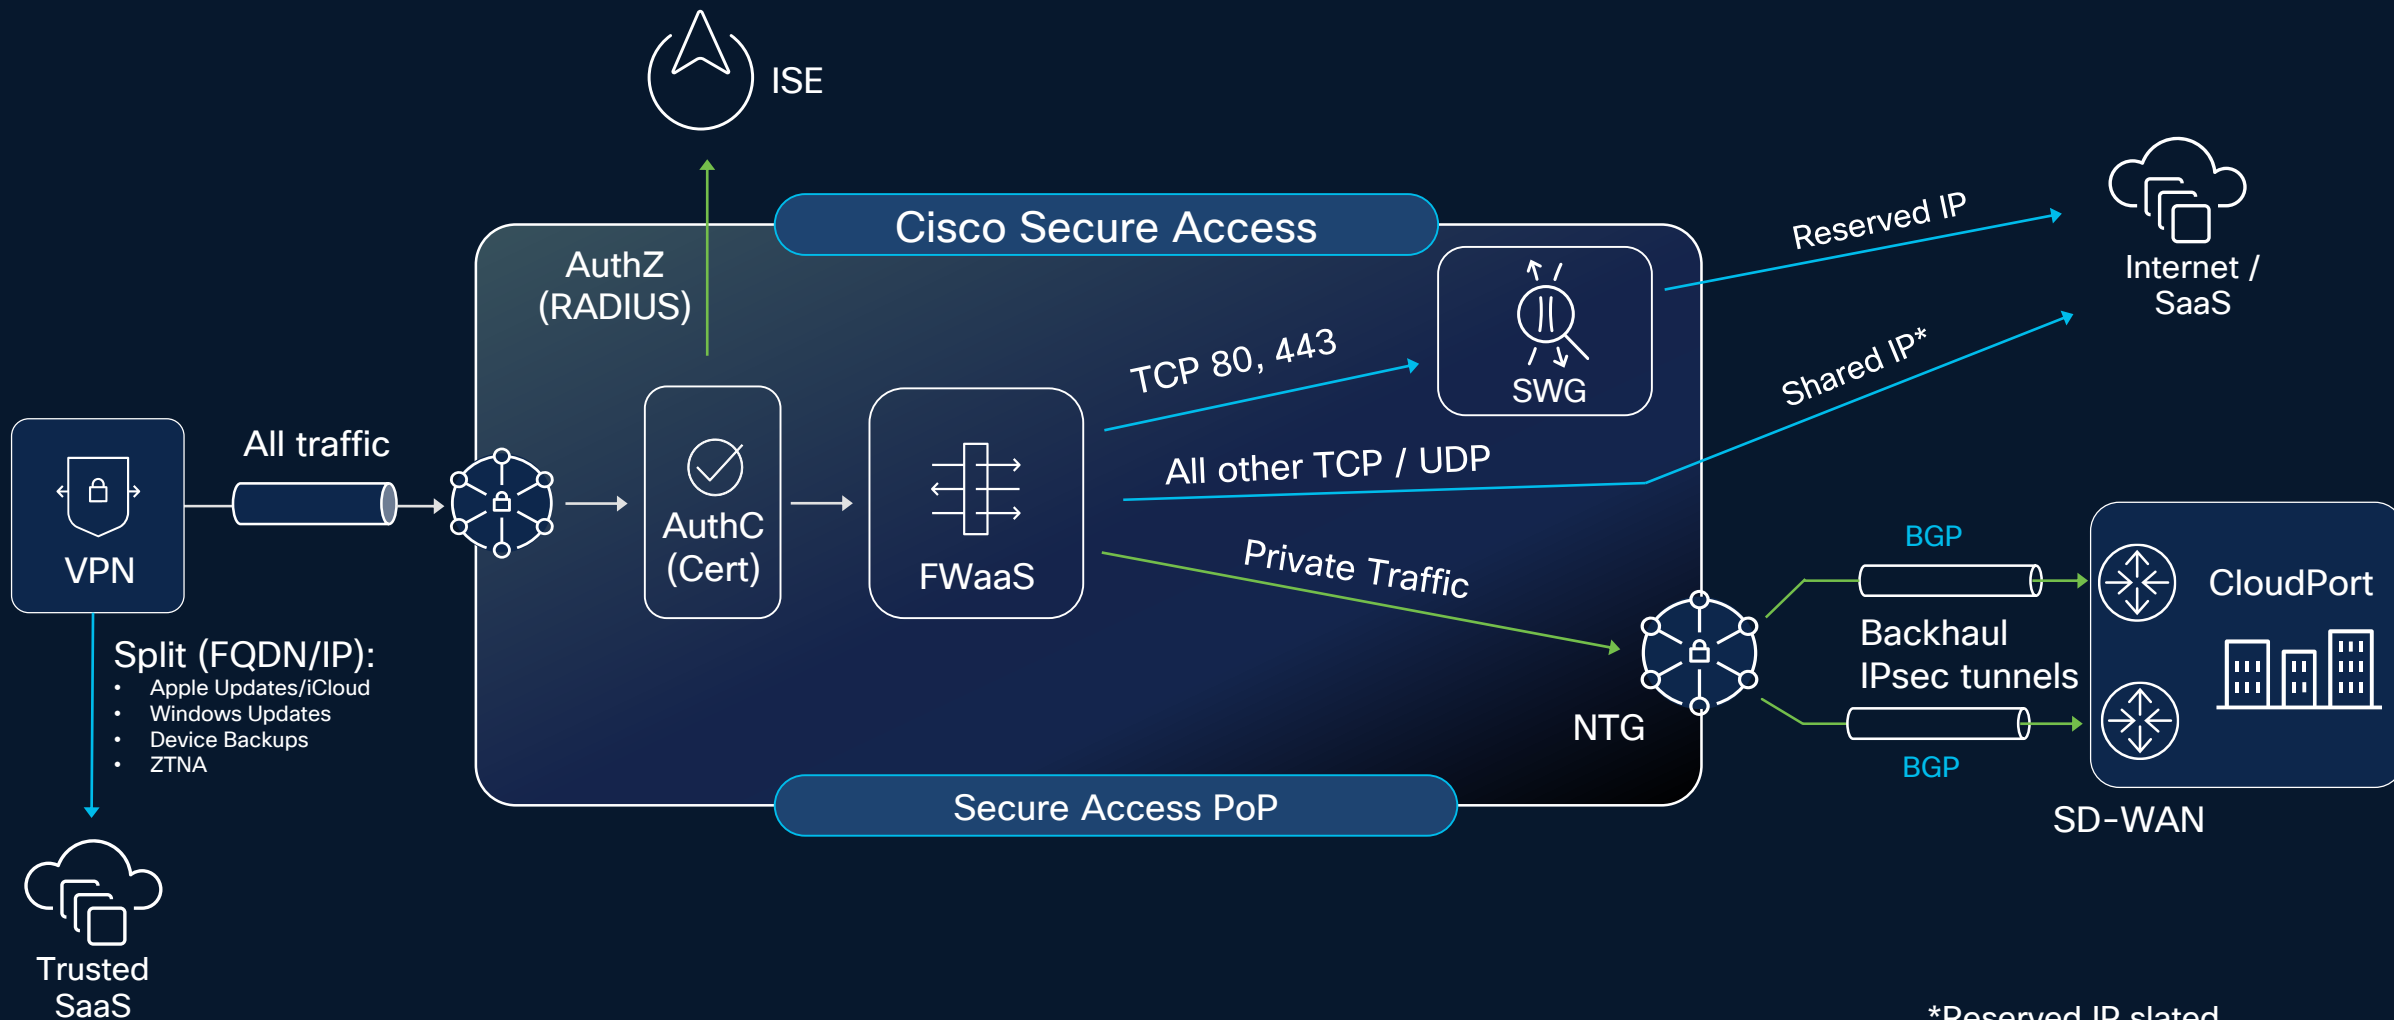 ISE
Cisco Secure Access
AuthZ
(RADIUS)
Reserved IP
Internet /
SaaS
TCP 80, 443
SWG
Shared IP*
All traffic
All other TCP / UDP
VPN
AuthC
(Cert)
FWaaS
Private Traffic
BGP
CloudPort
Backhaul
IPsec tunnels
NTG
BGP
SD-WAN
Split (FQDN/IP):
• Apple Updates/iCloud
• Windows Updates
• Device Backups
• ZTNA
Secure Access PoP
Trusted
SaaS
*Reserved IP slated